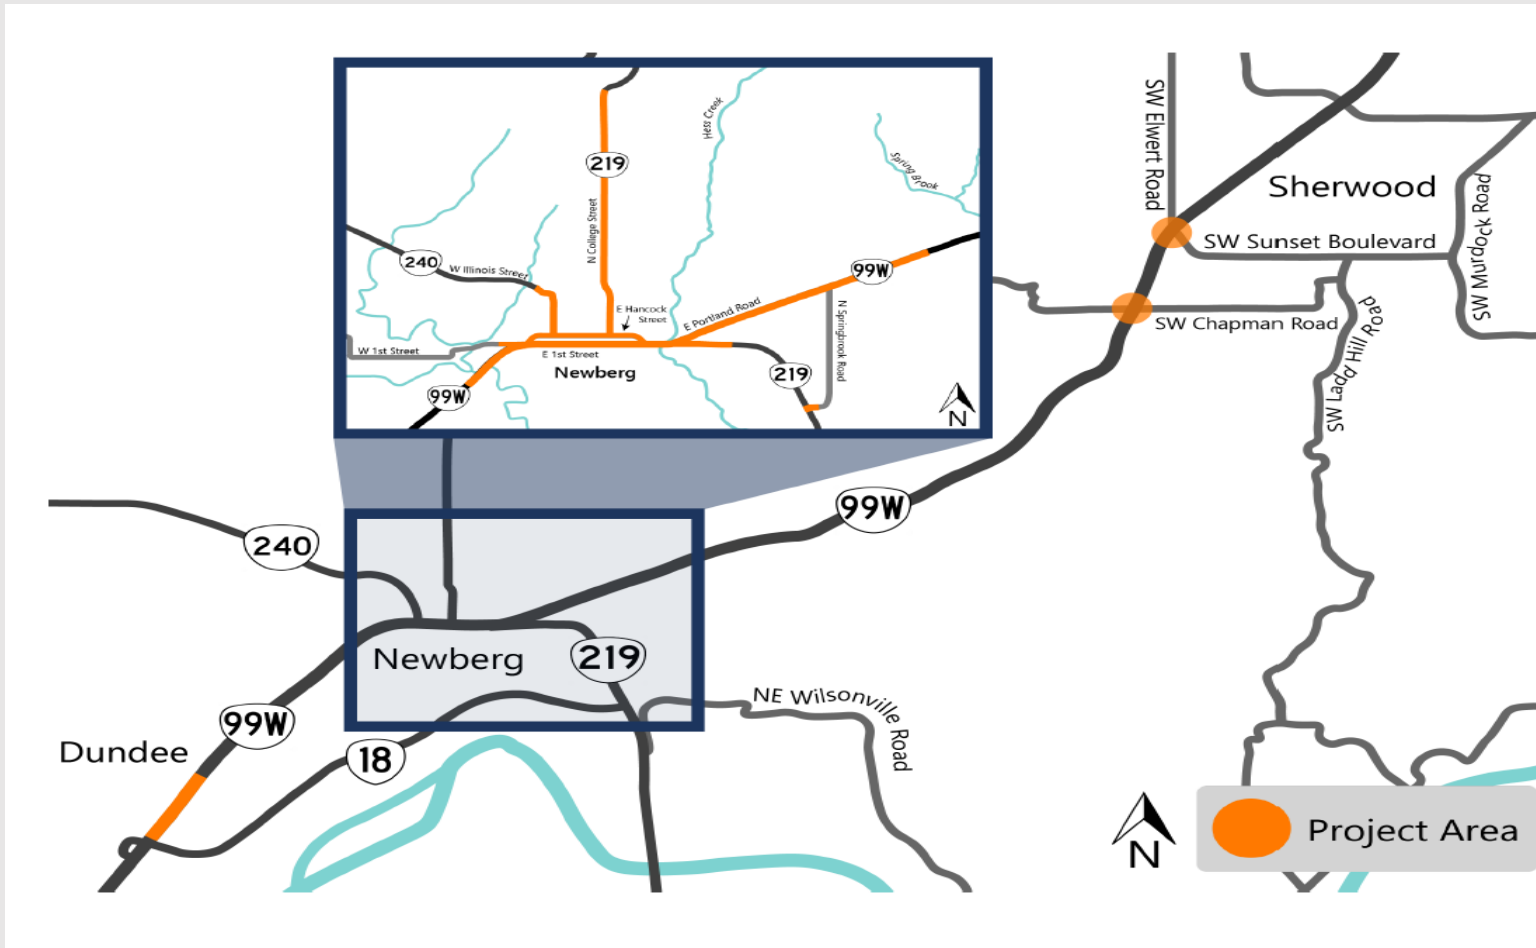 219
Hess Creek
Spring Brook
N College Street
240
W Illinois Street
99W
E Hancock
Street
E Portland Road
N Springbrook Road
W 1st Street
E 1st Street
Newberg
219
99W
N
SW Elwert Road
Sherwood
SW Murdock Road
SW Sunset Boulevard
SW Chapman Road
SW Ladd Hill Road
99W
240
Newberg
219
99W
NE Wilsonville Road
Dundee
18
N
Project Area